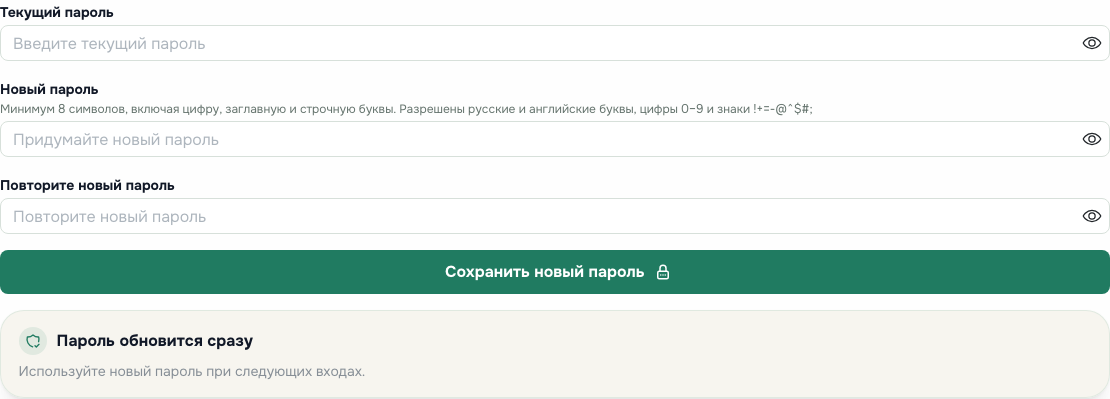 Текущий пароль
Введите текущий пароль
Новый пароль
Минимум 8 символов, включая цифру, заглавную и строчную буквы. Разрешены русские и английские буквы, цифры 0–9 и знаки !+=-@^$#;
Придумайте новый пароль
Повторите новый пароль
Повторите новый пароль
Сохранить новый пароль
Пароль обновится сразу
Используйте новый пароль при следующих входах.